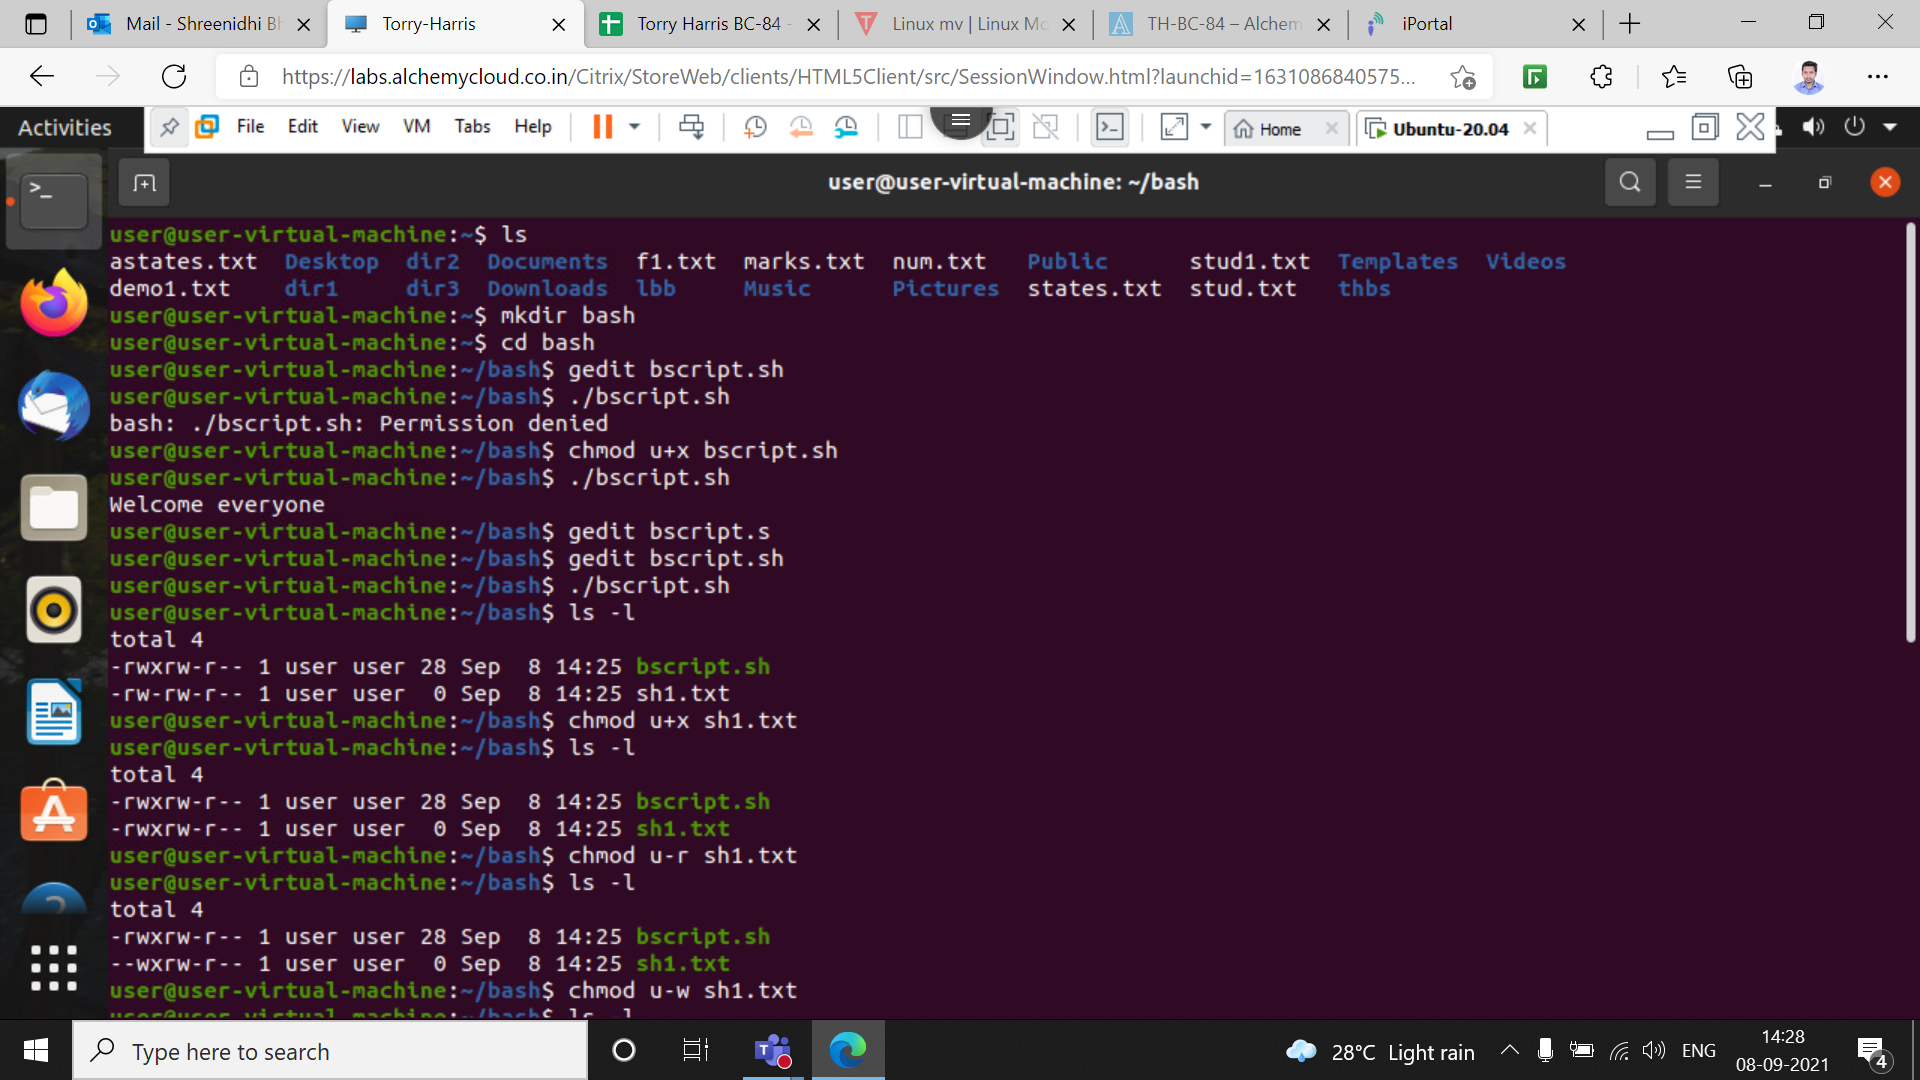 Mail - Shreenidhi Bh
Torry-Harris
Torry Harris BC-84 -
Linux mv | Linux Mo
TH-BC-84 – Alchem
iPortal
https://labs.alchemycloud.co.in/Citrix/StoreWeb/clients/HTML5Client/src/SessionWindow.html?launchid=1631086840575...
Activities
File Edit View VM Tabs Help
Home
Ubuntu-20.04
user@user-virtual-machine: ~/bash
user@user-virtual-machine:~$ ls
astates.txt Desktop dir2 Documents f1.txt marks.txt num.txt Public stud1.txt Templates Videos
demo1.txt dir1 dir3 Downloads lbb Music Pictures states.txt stud.txt thbs
user@user-virtual-machine:~$ mkdir bash
user@user-virtual-machine:~$ cd bash
user@user-virtual-machine:~/bash$ gedit bscript.sh
user@user-virtual-machine:~/bash$ ./bscript.sh
bash: ./bscript.sh: Permission denied
user@user-virtual-machine:~/bash$ chmod u+x bscript.sh
user@user-virtual-machine:~/bash$ ./bscript.sh
Welcome everyone
user@user-virtual-machine:~/bash$ gedit bscript.s
user@user-virtual-machine:~/bash$ gedit bscript.sh
user@user-virtual-machine:~/bash$ ./bscript.sh
user@user-virtual-machine:~/bash$ ls -l
total 4
-rwxrw-r-- 1 user user 28 Sep  8 14:25 bscript.sh
-rw-rw-r-- 1 user user  0 Sep  8 14:25 sh1.txt
user@user-virtual-machine:~/bash$ chmod u+x sh1.txt
user@user-virtual-machine:~/bash$ ls -l
total 4
-rwxrw-r-- 1 user user 28 Sep  8 14:25 bscript.sh
-rwxrw-r-- 1 user user  0 Sep  8 14:25 sh1.txt
user@user-virtual-machine:~/bash$ chmod u-r sh1.txt
user@user-virtual-machine:~/bash$ ls -l
total 4
-rwxrw-r-- 1 user user 28 Sep  8 14:25 bscript.sh
--wxrw-r-- 1 user user  0 Sep  8 14:25 sh1.txt
user@user-virtual-machine:~/bash$ chmod u-w sh1.txt
user@user-virtual-machine:~/bash$ ls -l
Type here to search
28°C Light rain
ENG
14:28
08-09-2021
4